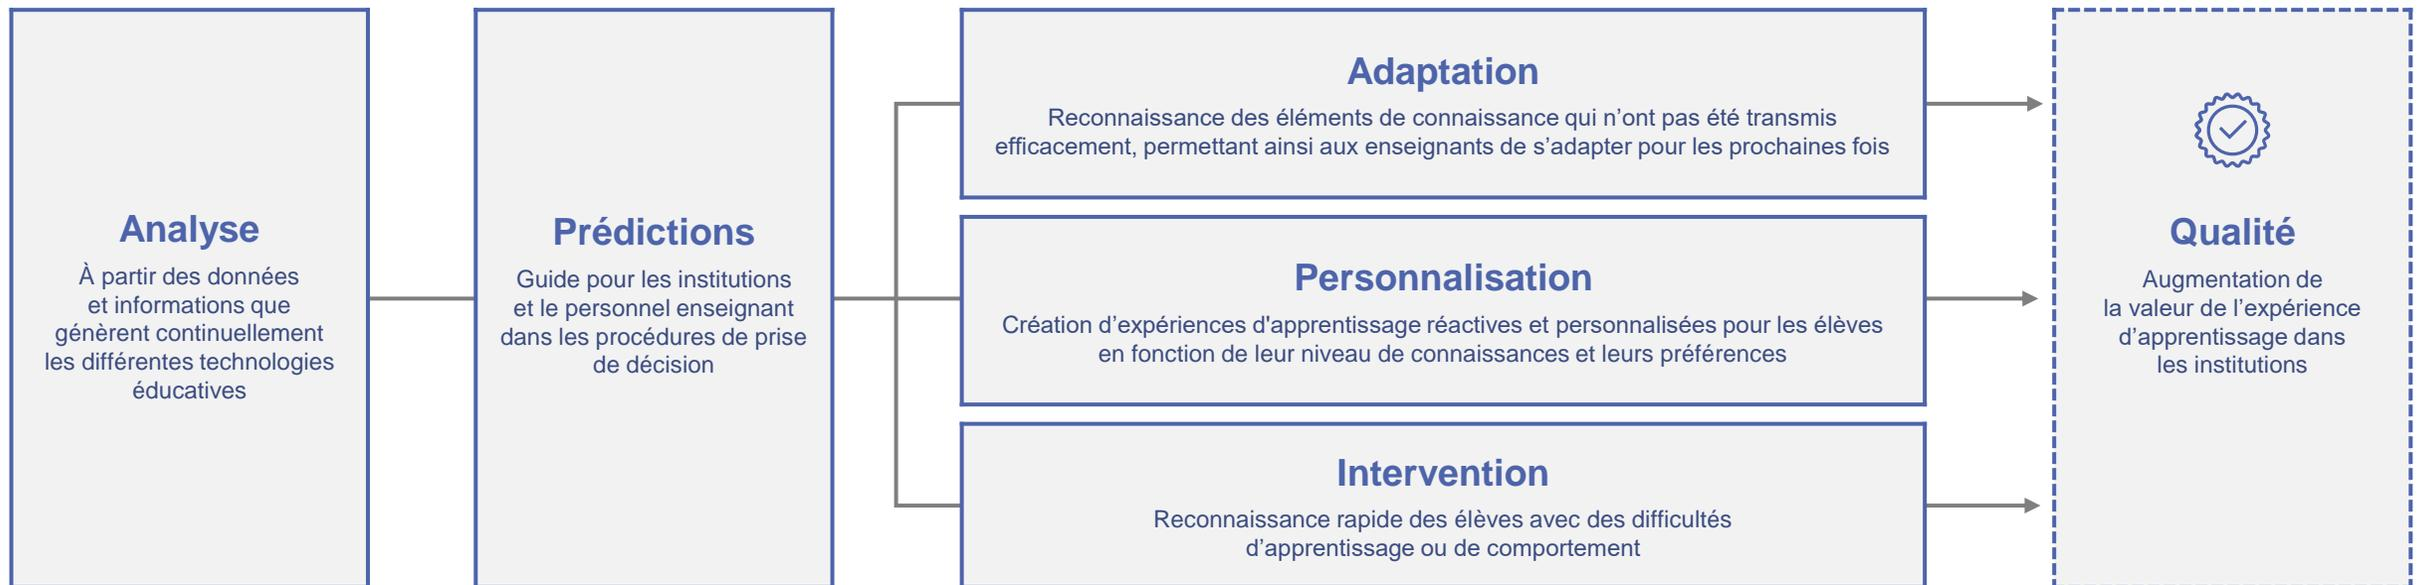 Analyse
À partir des données
et informations que
génèrent continuellement
les différentes technologies
éducatives
Prédictions
Guide pour les institutions
et le personnel enseignant
dans les procédures de prise
de décision
Adaptation
Reconnaissance des éléments de connaissance qui n’ont pas été transmis
efficacement, permettant ainsi aux enseignants de s’adapter pour les prochaines fois
Personnalisation
Création d’expériences d'apprentissage réactives et personnalisées pour les élèves
en fonction de leur niveau de connaissances et leurs préférences
Intervention
Reconnaissance rapide des élèves avec des difficultés
d’apprentissage ou de comportement
Qualité
Augmentation de
la valeur de l’expérience
d’apprentissage dans
les institutions